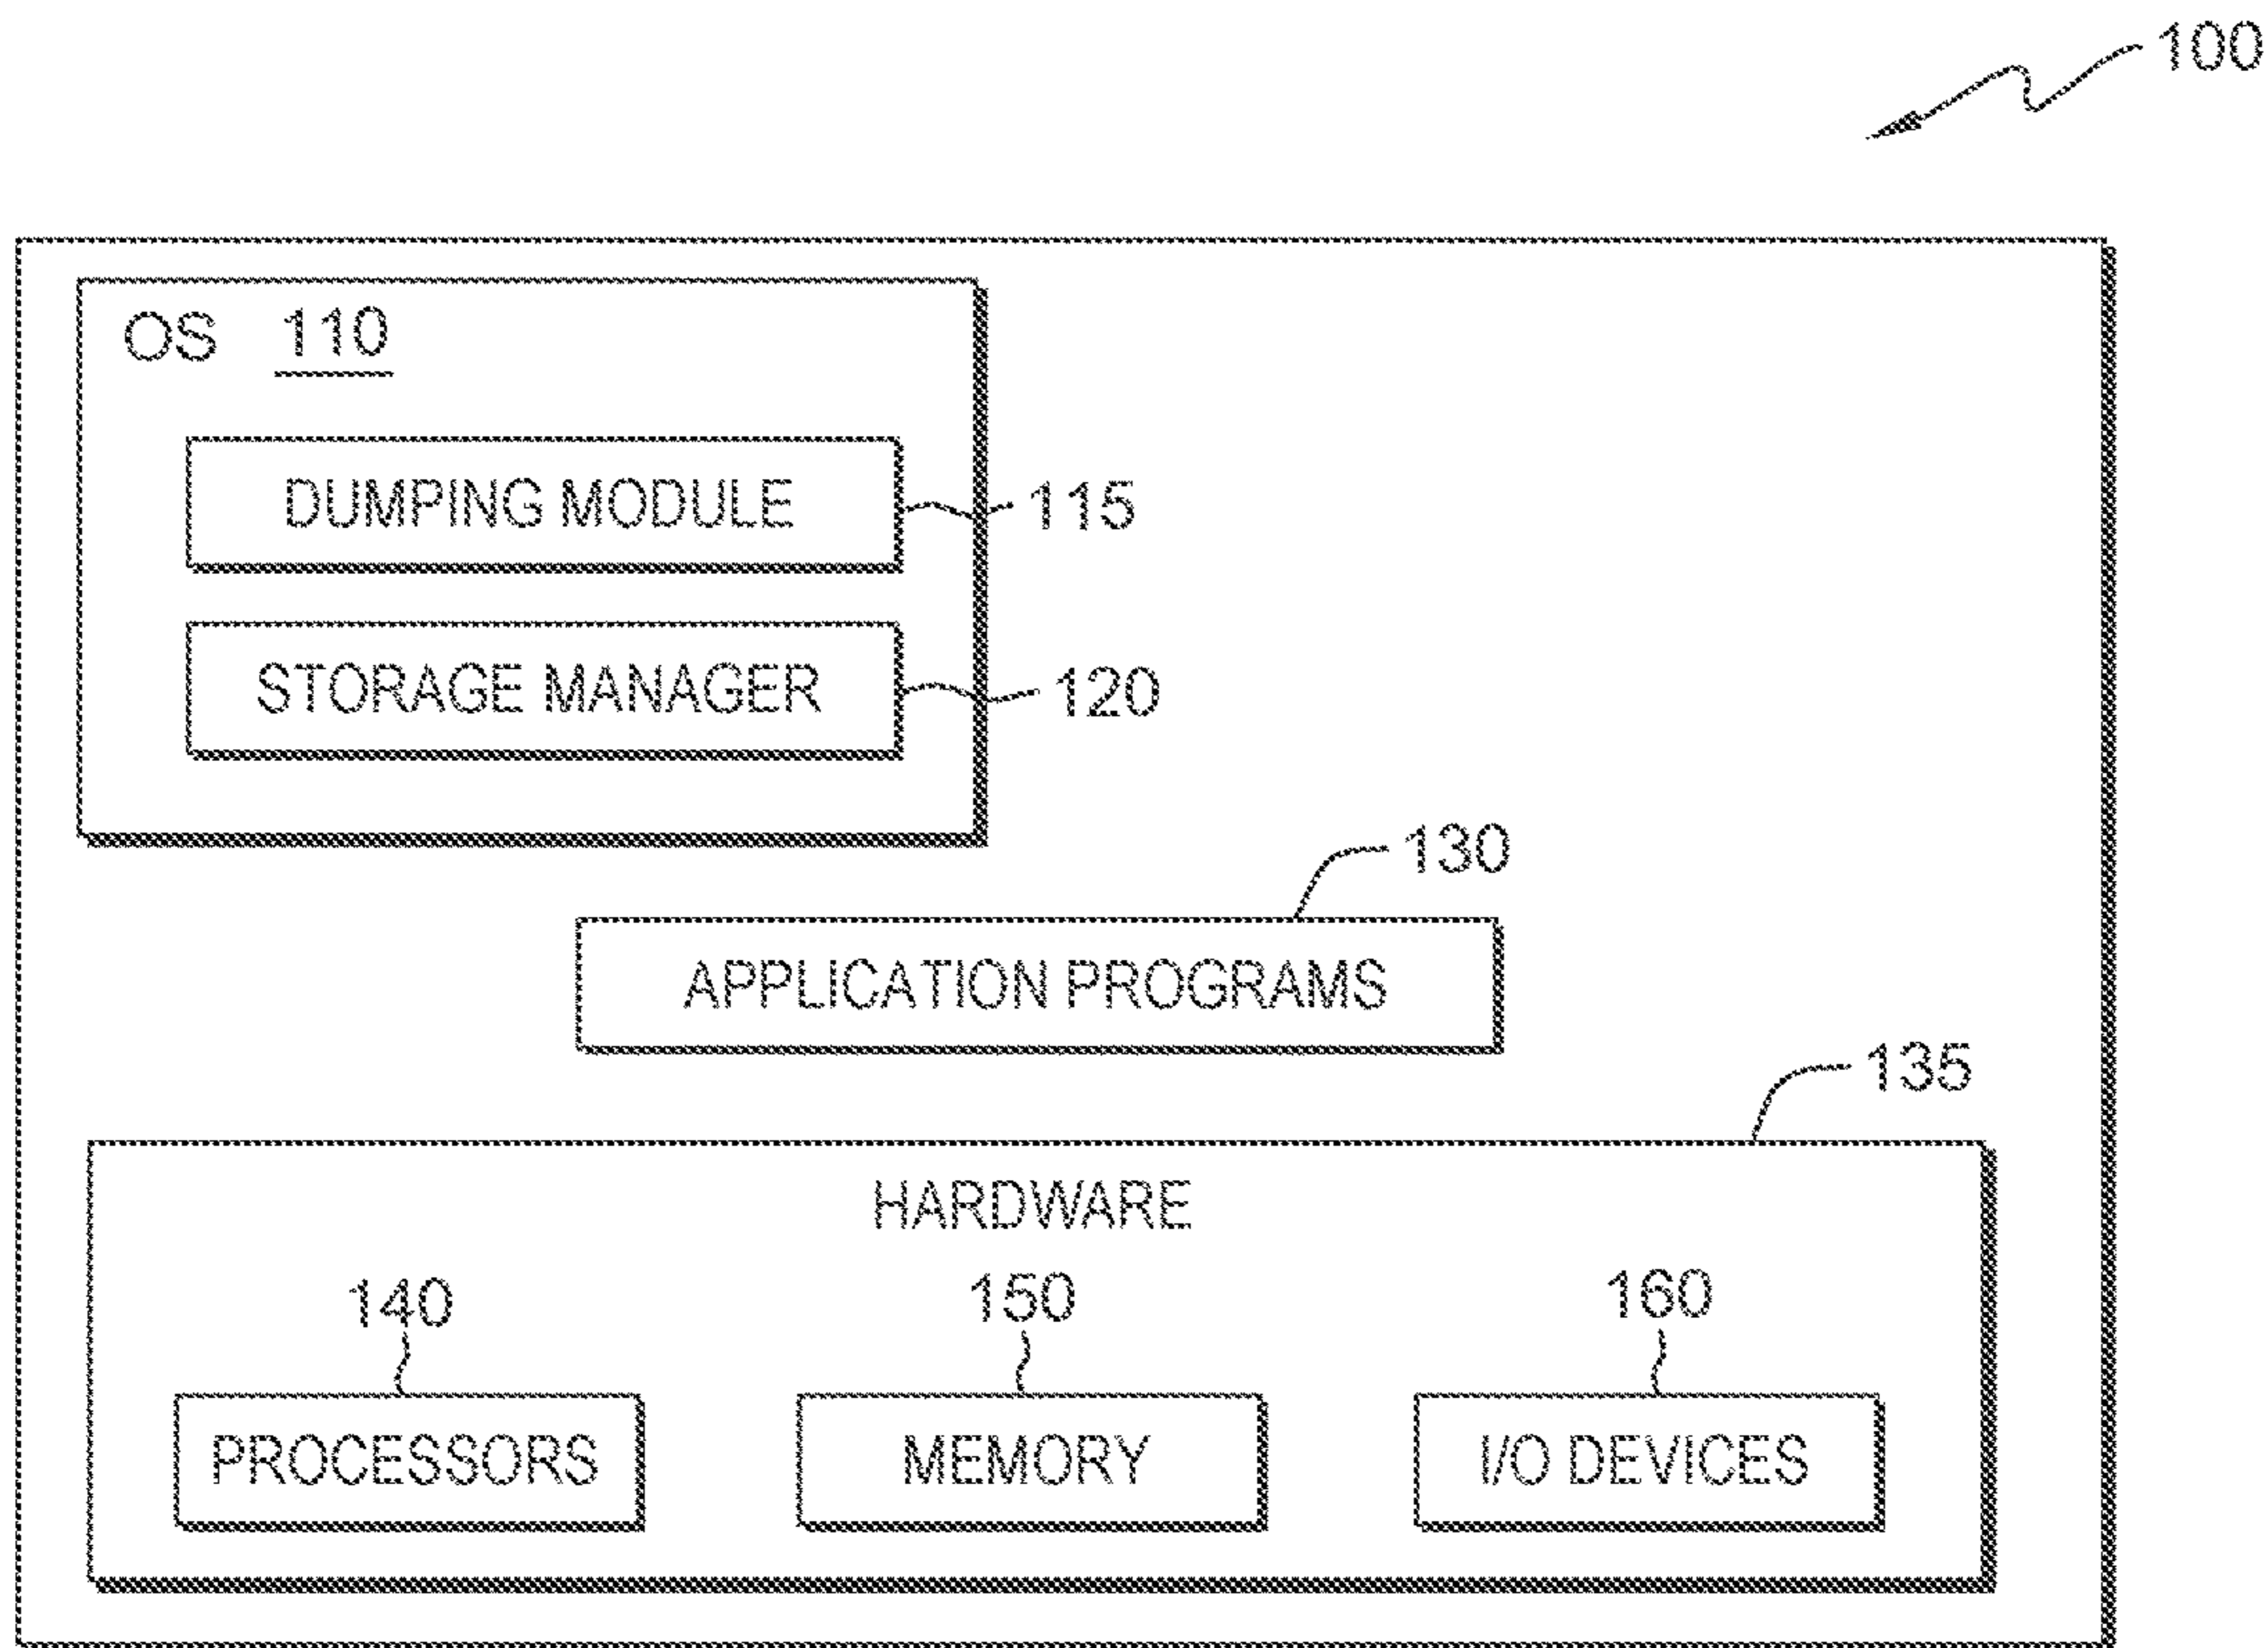 100
OS 110
DUMPING MODULE 115
STORAGE MANAGER 120
130
APPLICATION PROGRAMS
135
HARDWARE
140 150 160
PROCESSORS MEMORY I/O DEVICES